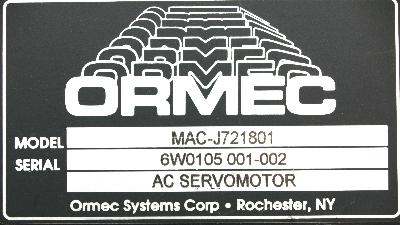 ORMEC
MODEL MAC-J721801
SERIAL 6W0105 001-002
AC SERVOMOTOR
Ormec Systems Corp • Rochester, NY